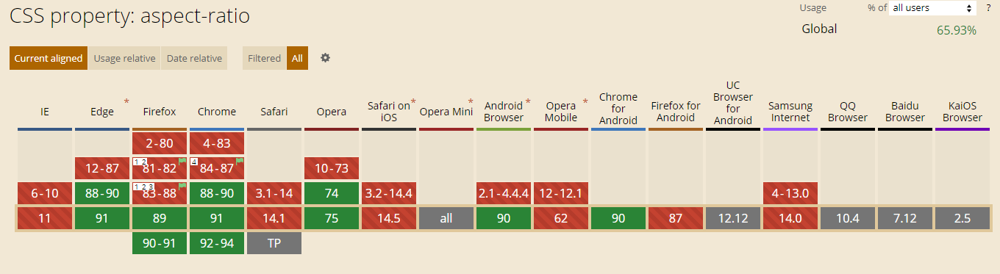 CSS property: aspect-ratio
Usage % of all users ?
Global 65.93%
Current aligned Usage relative Date relative Filtered All
IE Edge * Firefox Chrome Safari Opera Safari on iOS * Opera Mini * Android Browser * Opera Mobile * Chrome for Android Firefox for Android UC Browser for Android Samsung Internet QQ Browser Baidu Browser KaiOS Browser
2-80 4-83
12-87 1 2 81-82 4 84-87 10-73
6-10 88-90 1 2 3 83-88 88-90 3.1-14 74 3.2-14.4 2.1-4.4.4 12-12.1 4-13.0
11 91 89 91 14.1 75 14.5 all 90 62 90 87 12.12 14.0 10.4 7.12 2.5
90-91 92-94 TP